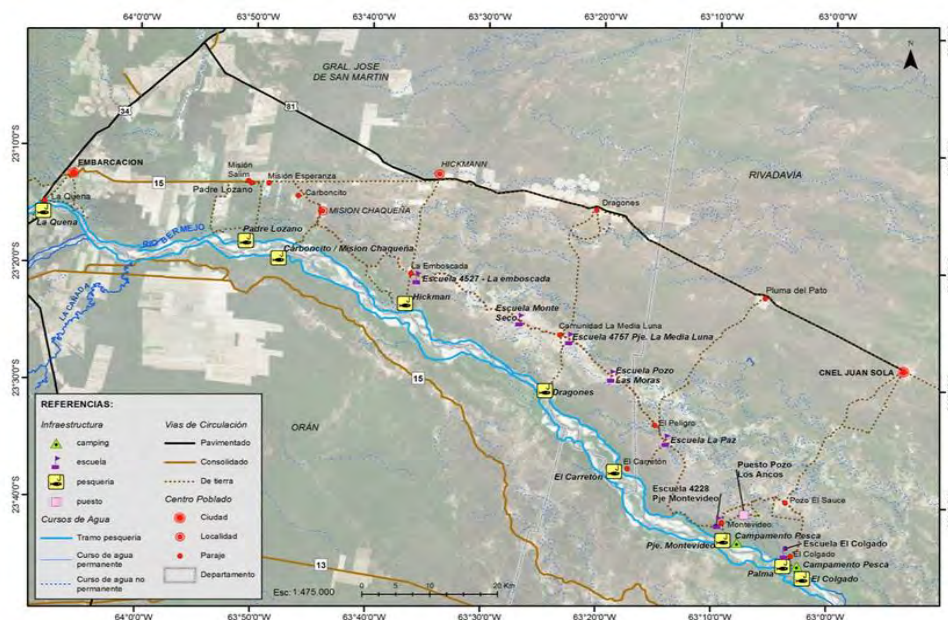 64°0'0"W 63°50'0"W 63°40'0"W 63°30'0"W 63°20'0"W 63°10'0"W 63°0'0"W
N
GRAL. JOSE
DE SAN MARTIN
34
81
23°10'0"S
EMBARCACION
HICKMANN
RIVADAVIA
Misión
Salim
Misión Esperanza
15
Padre Lozano
Carboncito
La Quena
MISION CHAQUEÑA
Dragones
La Quena
Padre Lozano
RIO BERMEJO
Carboncito / Mision Chaqueña
23°20'0"S
La Emboscada
Escuela 4527 - La emboscada
LA CAÑADA
Hickman
Pluma del Pato
Escuela Monte
Seco
Comunidad La Media Luna
Escuela 4757 Pje. La Media Luna
23°30'0"S
15
Escuela Pozo
Las Moras
CNEL JUAN SOLA
Dragones
ORÁN
El Peligro
Escuela La Paz
El Carretón
El Carretón
Puesto Pozo
Los Ancos
23°40'0"S
Escuela 4228
Pje Montevideo
Pozo El Sauce
Montevideo
Campamento Pesca
Pje. Montevideo
Escuela El Colgado
El Colgado
Campamento Pesca
Palma
El Colgado
13
REFERENCIAS:
Infraestructura
camping
escuela
pesquería
puesto
Cursos de Agua
Tramo pesquería
Curso de agua
permanente
Curso de agua no
permanente
Vias de Circulación
Pavimentado
Consolidado
De tierra
Centro Poblado
Ciudad
Localidad
Paraje
Departamento
Esc: 1:475.000
0 5 10 20 Km
64°0'0"W 63°50'0"W 63°40'0"W 63°30'0"W 63°20'0"W 63°10'0"W 63°0'0"W